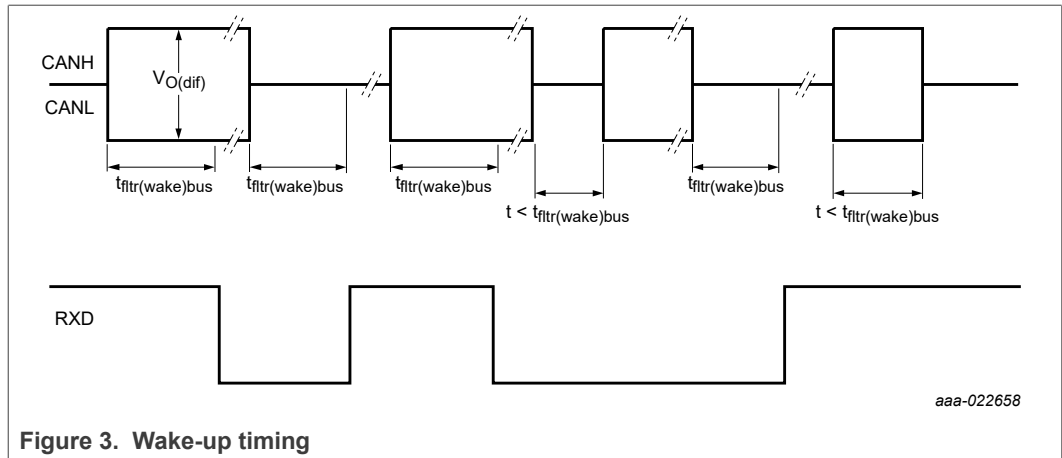 CANH
CANL
VO(dif)
tfltr(wake)bus
tfltr(wake)bus
tfltr(wake)bus
t < tfltr(wake)bus
tfltr(wake)bus
t < tfltr(wake)bus
RXD
aaa-022658
Figure 3. Wake-up timing